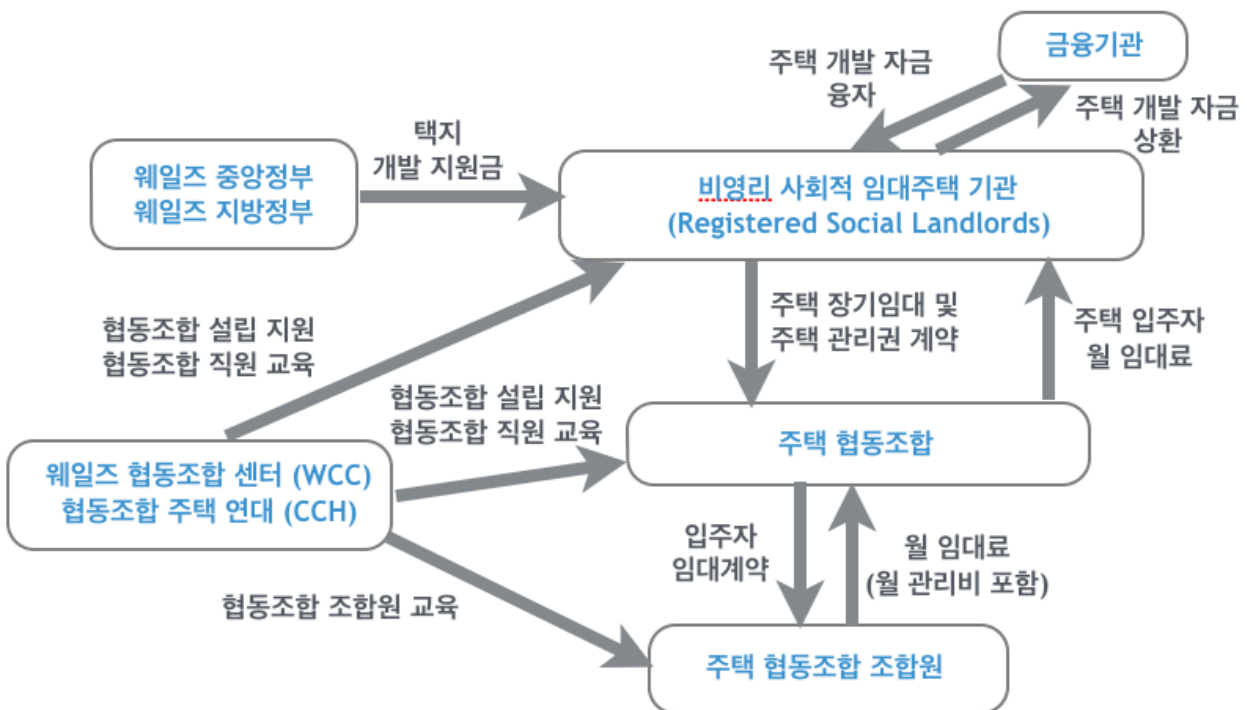 금융기관
주택 개발 자금
융자
주택 개발 자금
상환
택지
개발 지원금
웨일즈 중앙정부
웨일즈 지방정부
비영리 사회적 임대주택 기관
(Registered Social Landlords)
협동조합 설립 지원
협동조합 직원 교육
주택 장기임대 및
주택 관리권 계약
주택 입주자
월 임대료
협동조합 설립 지원
협동조합 직원 교육
주택 협동조합
웨일즈 협동조합 센터 (WCC)
협동조합 주택 연대 (CCH)
입주자
임대계약
월 임대료
(월 관리비 포함)
협동조합 조합원 교육
주택 협동조합 조합원